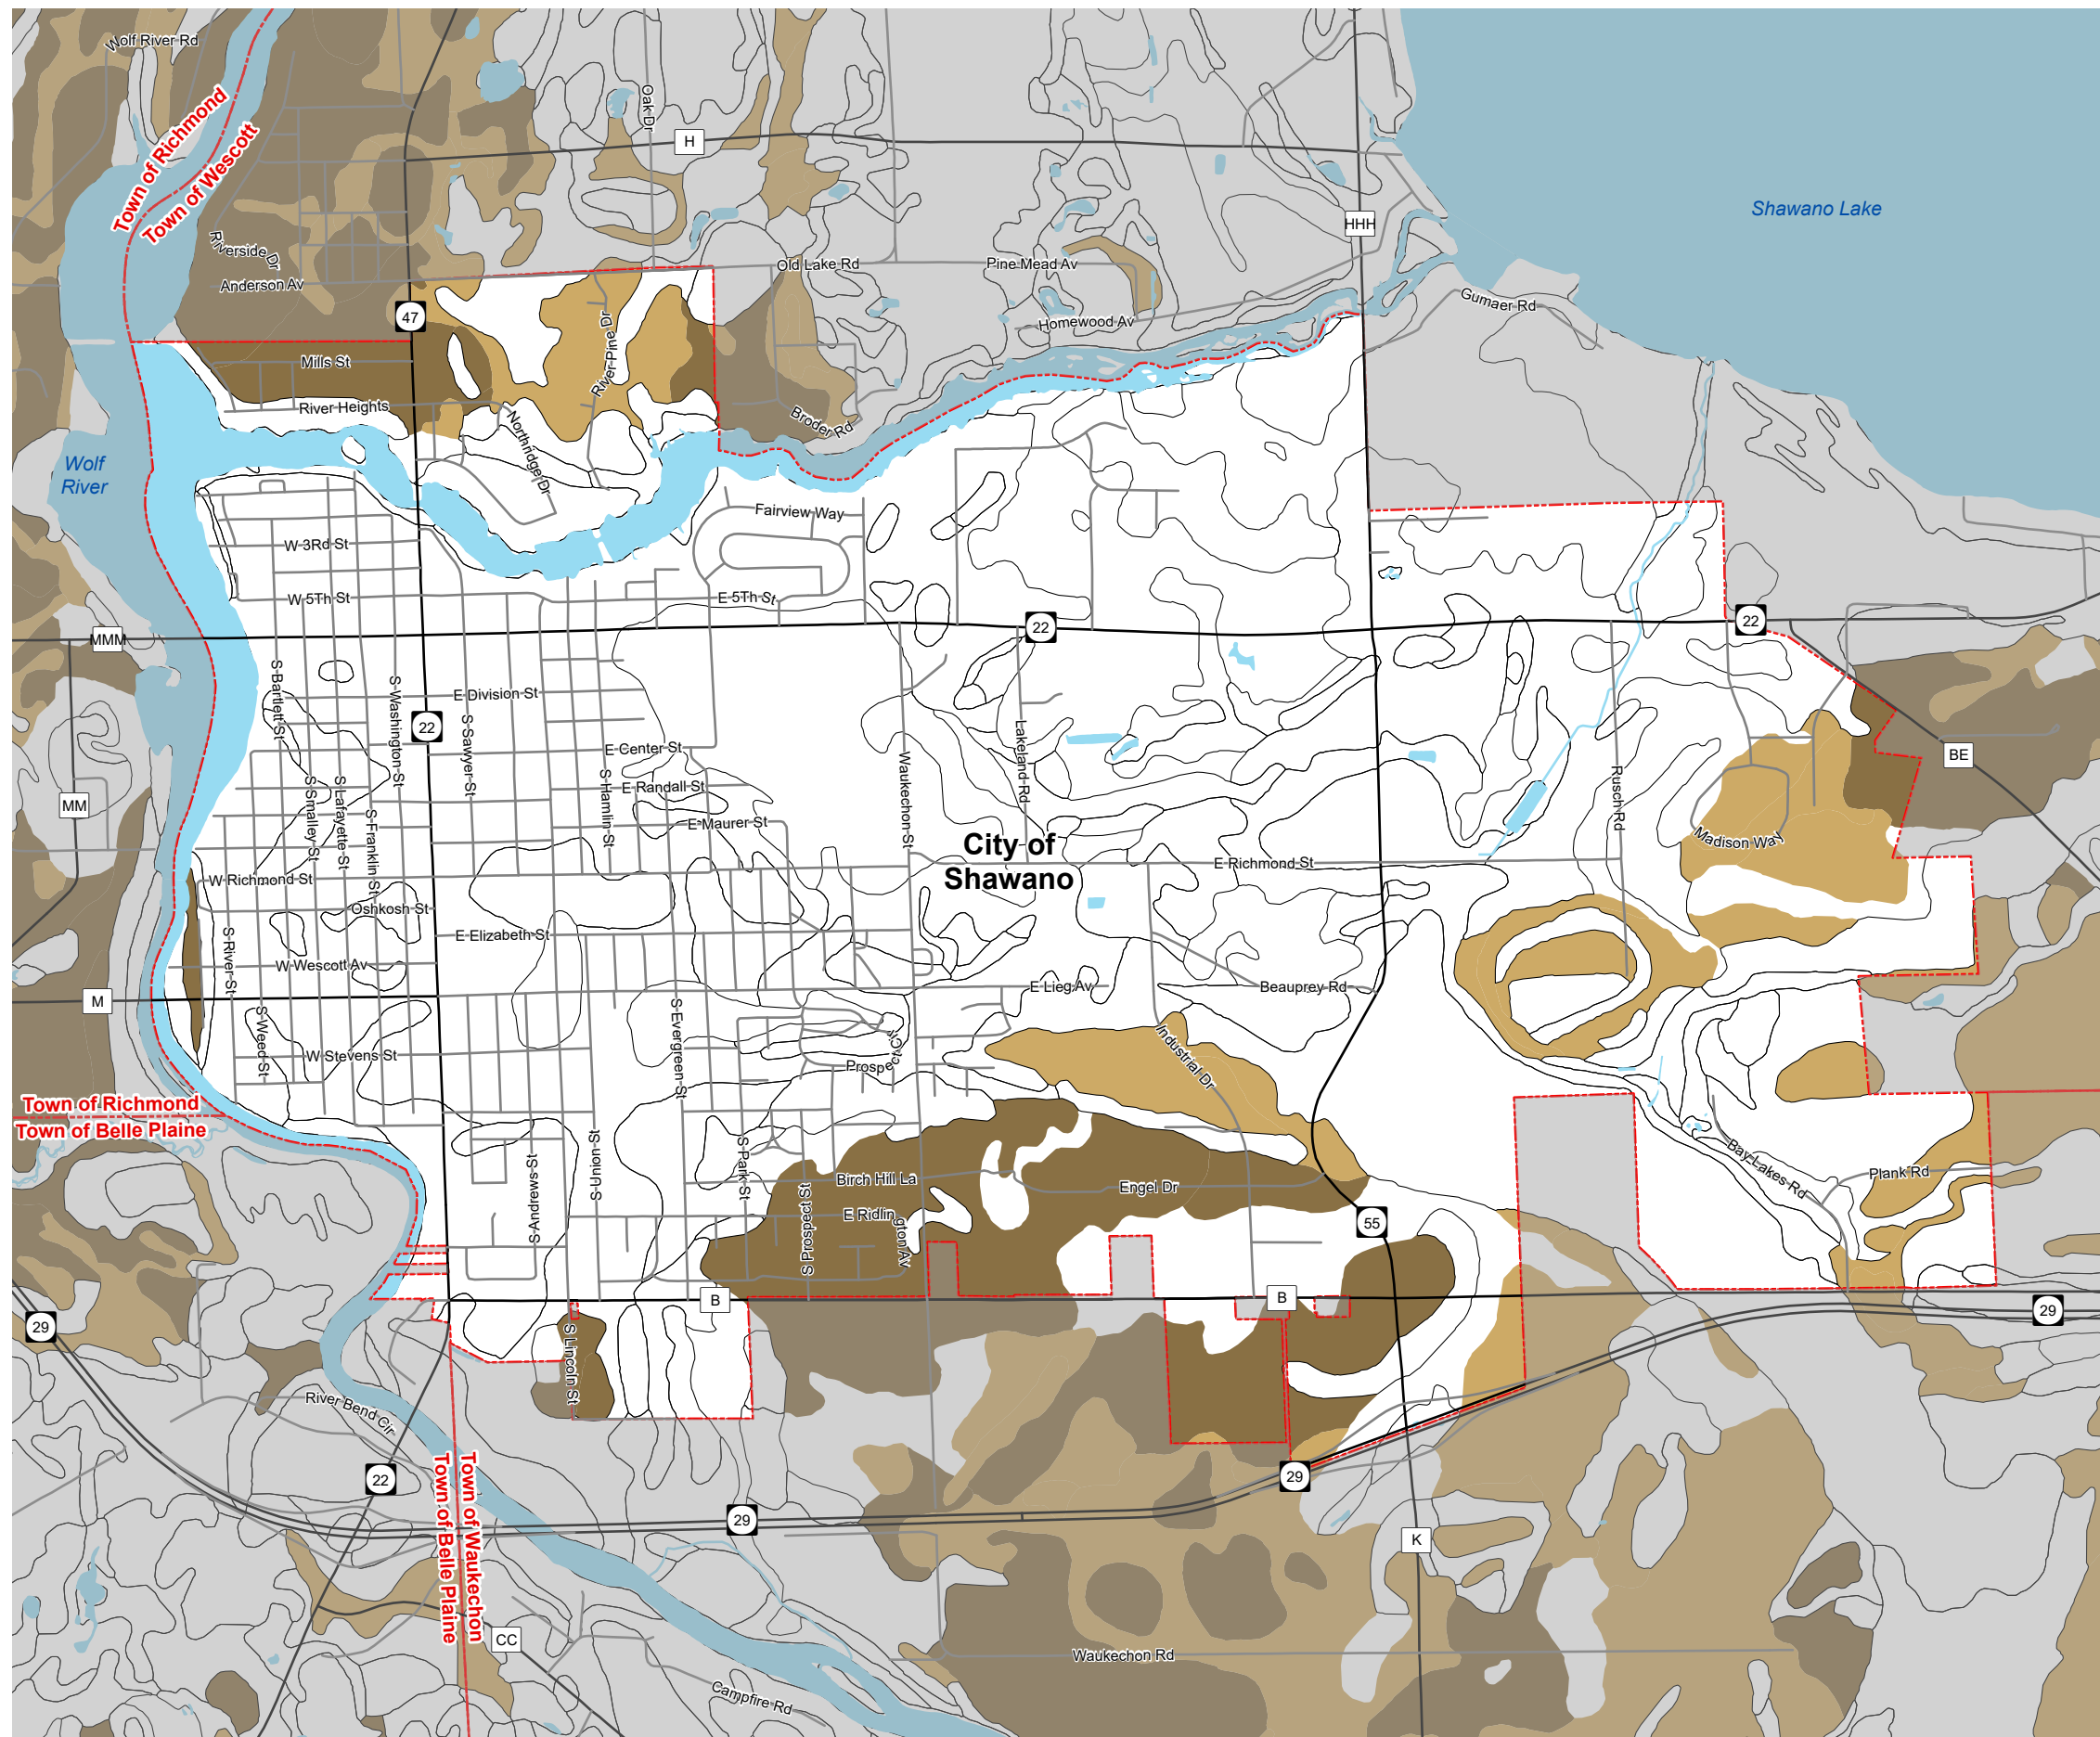 Wolf River Rd
Oak Dr
H
Town of Richmond
Town of Wescott
Shawano Lake
HHH
Riverside Dr
Anderson Av
Old Lake Rd
Pine Mead Av
Gumaer Rd
47
Homewood Av
River Pine Dr
Mills St
River Heights
Northridge Dr
Broder Rd
Wolf
River
Fairview Way
W 3Rd St
W 5Th St
E 5Th St
MMM
22
22
S Bartlett St
S Washington St
E Division St
22
S Sawyer St
E Center St
Lakeland Rd
Waukechon St
BE
MM
S Smalley St
S Lafayette St
S Franklin St
S Hamlin St
E Randall St
E Maurer St
Rusch Rd
Madison Way
City of
Shawano
E Richmond St
W Richmond St
Oshkosh St
E Elizabeth St
S River St
W Wescott Av
E Lieg Av
Beauprey Rd
M
S Weed St
S Evergreen St
W Stevens St
Prospect Cir
Industrial Dr
Town of Richmond
Town of Belle Plaine
S Andrews St
S Union St
S Park St
Birch Hill La
Engel Dr
Bay Lakes Rd
Plank Rd
S Prospect St
E Ridlington Av
55
B
B
29
29
S Lincoln St
River Bend Cir
22
Town of Belle Plaine
Town of Waukechon
29
29
K
CC
Waukechon Rd
Campfire Rd